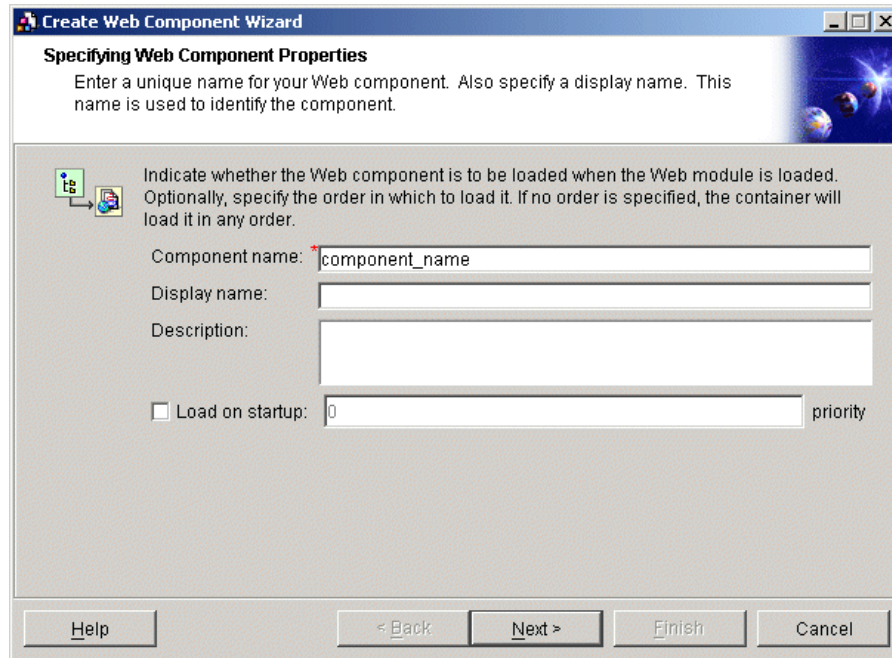 Create Web Component Wizard
Specifying Web Component Properties
Enter a unique name for your Web component. Also specify a display name. This
name is used to identify the component.
Indicate whether the Web component is to be loaded when the Web module is loaded.
Optionally, specify the order in which to load it. If no order is specified, the container will
load it in any order.
Component name: * component_name
Display name:
Description:
Load on startup: 0 priority
Help < Back Next > Finish Cancel